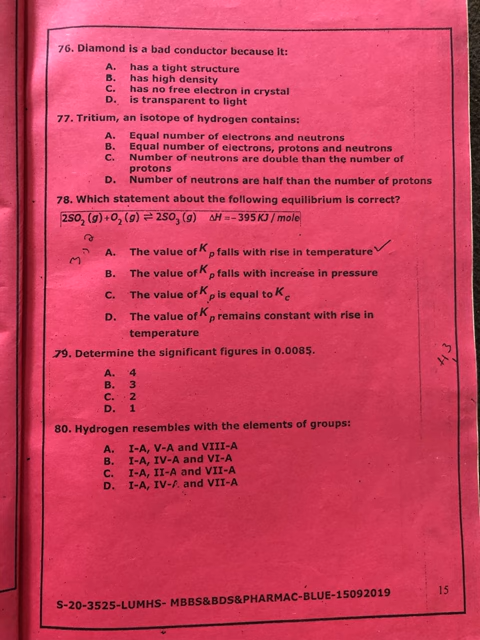 76. Diamond is a bad conductor because it:
A. has a tight structure
B. has high density
C. has no free electron in crystal
D. is transparent to light
77. Tritium, an isotope of hydrogen contains:
A. Equal number of electrons and neutrons
B. Equal number of electrons, protons and neutrons
C. Number of neutrons are double than the number of
protons
D. Number of neutrons are half than the number of protons
78. Which statement about the following equilibrium is correct?
2SO₂ (g)+O₂ (g) ⇌ 2SO₃ (g) ΔH = −395 KJ / mole
A. The value of Kp falls with rise in temperature ✓
B. The value of Kp falls with increase in pressure
C. The value of Kp is equal to Kc
D. The value of Kp remains constant with rise in
temperature
79. Determine the significant figures in 0.0085.
A. 4
B. 3
C. 2
D. 1
80. Hydrogen resembles with the elements of groups:
A. I-A, V-A and VIII-A
B. I-A, IV-A and VI-A
C. I-A, II-A and VII-A
D. I-A, IV-A and VII-A
S-20-3525-LUMHS- MBBS&BDS&PHARMAC-BLUE-15092019
15